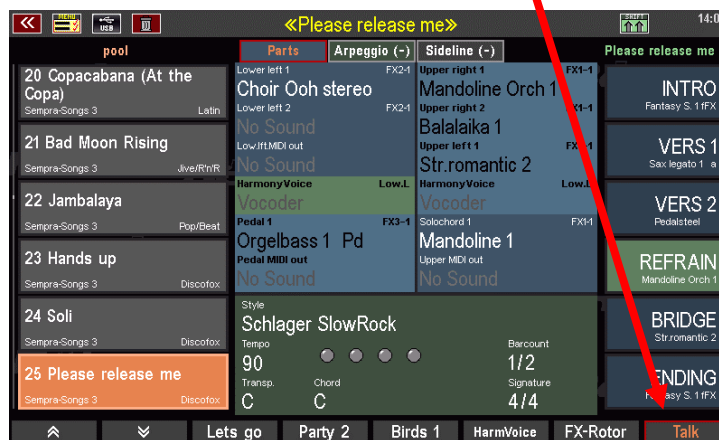 MENU
USB
«Please release me»
SHIFT
14:0
pool
Parts
Arpeggio (-)
Sideline (-)
Please release me
20 Copacabana (At the
Copa)
Sempra-Songs 3 Latin
21 Bad Moon Rising
Sempra-Songs 3 Jive/R'n'R
22 Jambalaya
Sempra-Songs 3 Pop/Beat
23 Hands up
Sempra-Songs 3 Discofox
24 Soli
Sempra-Songs 3 Discofox
25 Please release me
Sempra-Songs 3 Discofox
Lower left 1 FX2-1
Choir Ooh stereo
Lower left 2 FX2-1
No Sound
Low.lft.MIDI out
No Sound
HarmonyVoice Low.L
Vocoder
Pedal 1 FX3-1
Orgelbass 1 Pd
Pedal MIDI out
No Sound
Upper right 1 FX1-1
Mandoline Orch 1
Upper right 2
Balalaika 1
Upper left 1
Str.romantic 2
HarmonyVoice Low.L
Vocoder
Solochord 1 FX1-1
Mandoline 1
Upper MIDI out
No Sound
Style
Schlager SlowRock
Tempo
90
Barcount
1/2
Transp.
C
Chord
C
Signature
4/4
INTRO
Fantasy S. 1 fFX
VERS 1
Sax legato 1 a
VERS 2
Pedalsteel
REFRAIN
Mandoline Orch 1
BRIDGE
Str.romantic 2
ENDING
Fantasy S. 1 fFX
Lets go
Party 2
Birds 1
HarmVoice
FX-Rotor
Talk